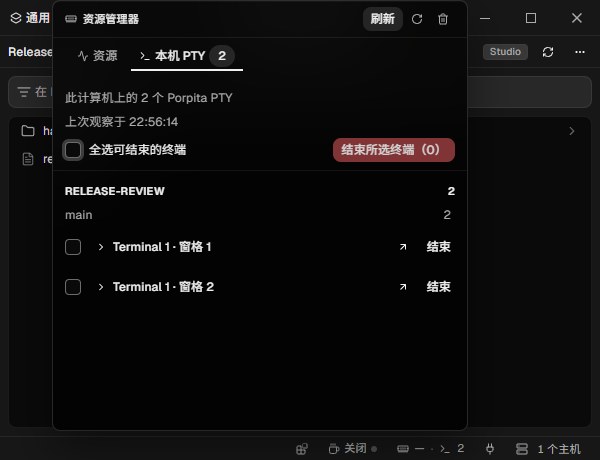 通用
资源管理器
刷新
Release
资源
本机 PTY 2
Studio
在
此计算机上的 2 个 Porpita PTY
上次观察于 22:56:14
全选可结束的终端
结束所选终端（0）
ha
re
RELEASE-REVIEW 2
main 2
Terminal 1 · 窗格 1 结束
Terminal 1 · 窗格 2 结束
关闭
— · 2
1 个主机